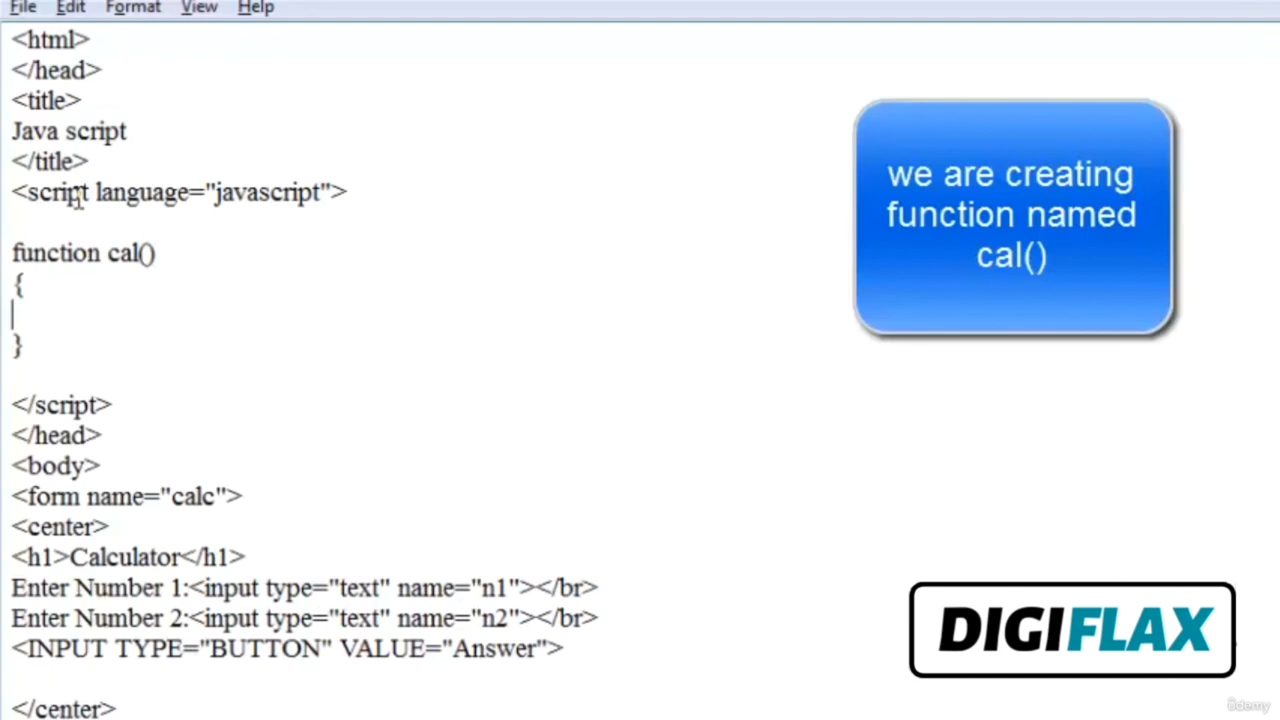 File Edit Format View Help
<html>
</head>
<title>
Java script
</title>
<script language="javascript">
function cal()
{
}
</script>
</head>
<body>
<form name="calc">
<center>
<h1>Calculator</h1>
Enter Number 1:<input type="text" name="n1"></br>
Enter Number 2:<input type="text" name="n2"></br>
<INPUT TYPE="BUTTON" VALUE="Answer">
</center>
we are creating
function named
cal()
DIGIFLAX
ûdemy